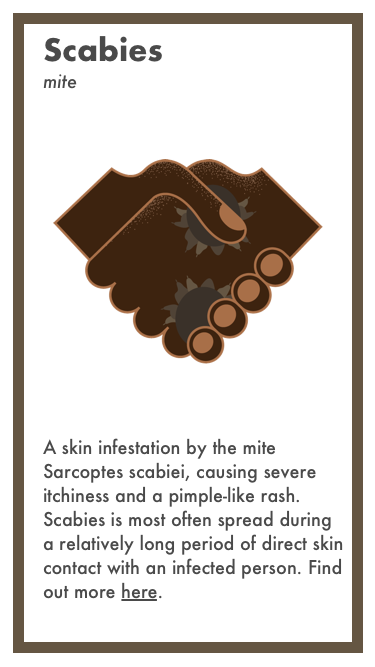 Scabies
mite
A skin infestation by the mite
Sarcoptes scabiei, causing severe
itchiness and a pimple-like rash.
Scabies is most often spread during
a relatively long period of direct skin
contact with an infected person. Find
out more here.